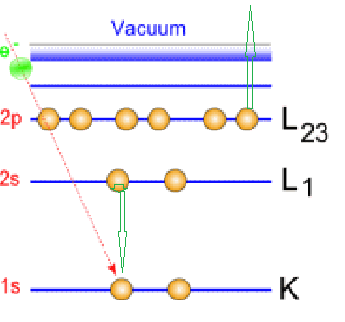 Vacuum
e⁻
2p L23
2s L1
1s K